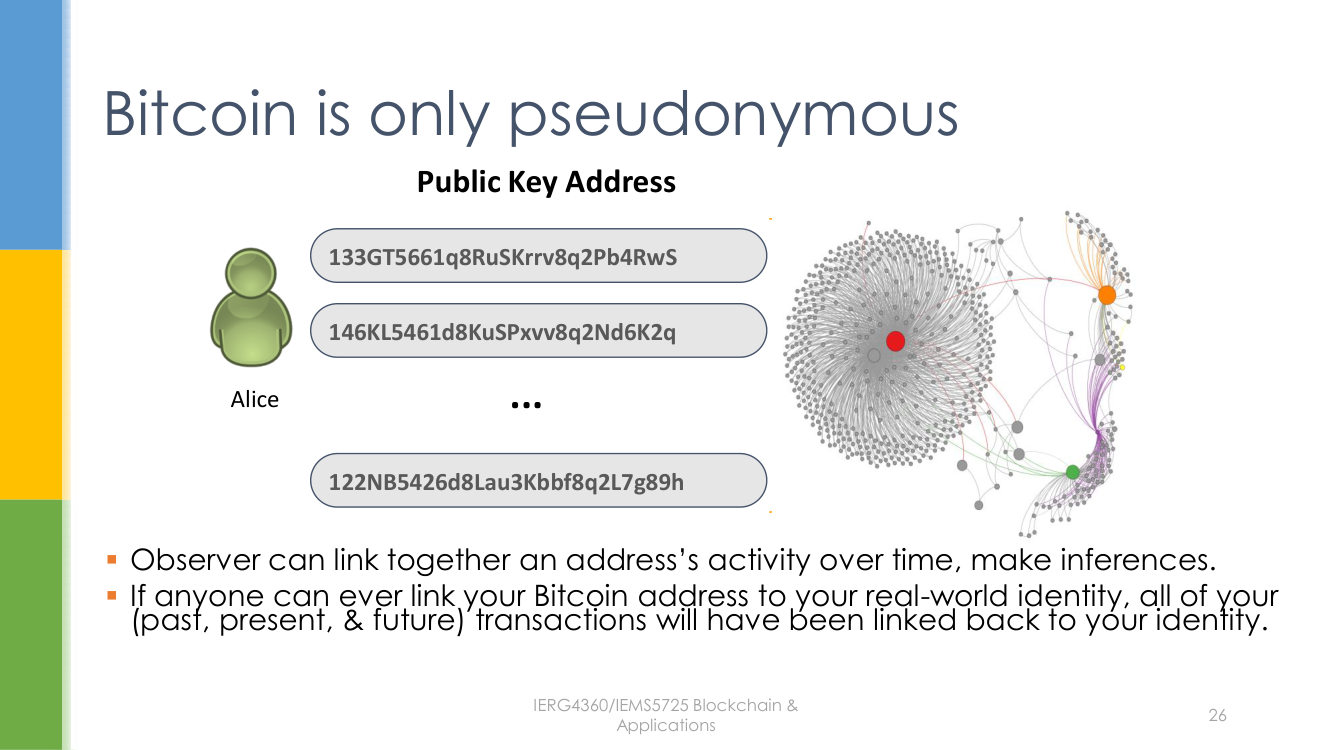 Bitcoin is only pseudonymous
Public Key Address
133GT5661q8RuSKrrv8q2Pb4RwS
146KL5461d8KuSPxvv8q2Nd6K2q
Alice
...
122NB5426d8Lau3Kbbf8q2L7g89h
Observer can link together an address’s activity over time, make inferences.
If anyone can ever link your Bitcoin address to your real-world identity, all of your
(past, present, & future) transactions will have been linked back to your identity.
IERG4360/IEMS5725 Blockchain &
Applications
26